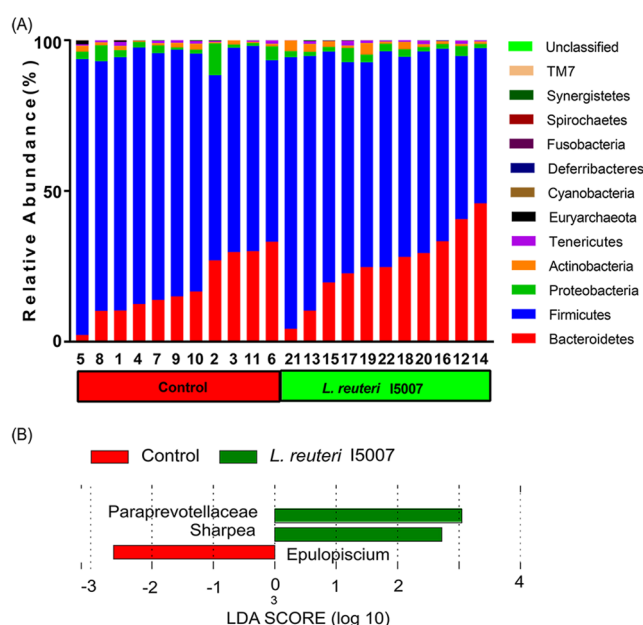 (A)
Relative Abundance(%)
100
50
0
5 8 1 4 7 9 10 2 3 11 6 21 13 15 17 19 22 18 20 16 12 14
Control
L. reuteri I5007
Unclassified
TM7
Synergistetes
Spirochaetes
Fusobacteria
Deferribacteres
Cyanobacteria
Euryarchaeota
Tenericutes
Actinobacteria
Proteobacteria
Firmicutes
Bacteroidetes
(B)
Control
L. reuteri I5007
Paraprevotellaceae
Sharpea
Epulopiscium
-3 -2 -1 0 1 2 4
3
LDA SCORE (log 10)